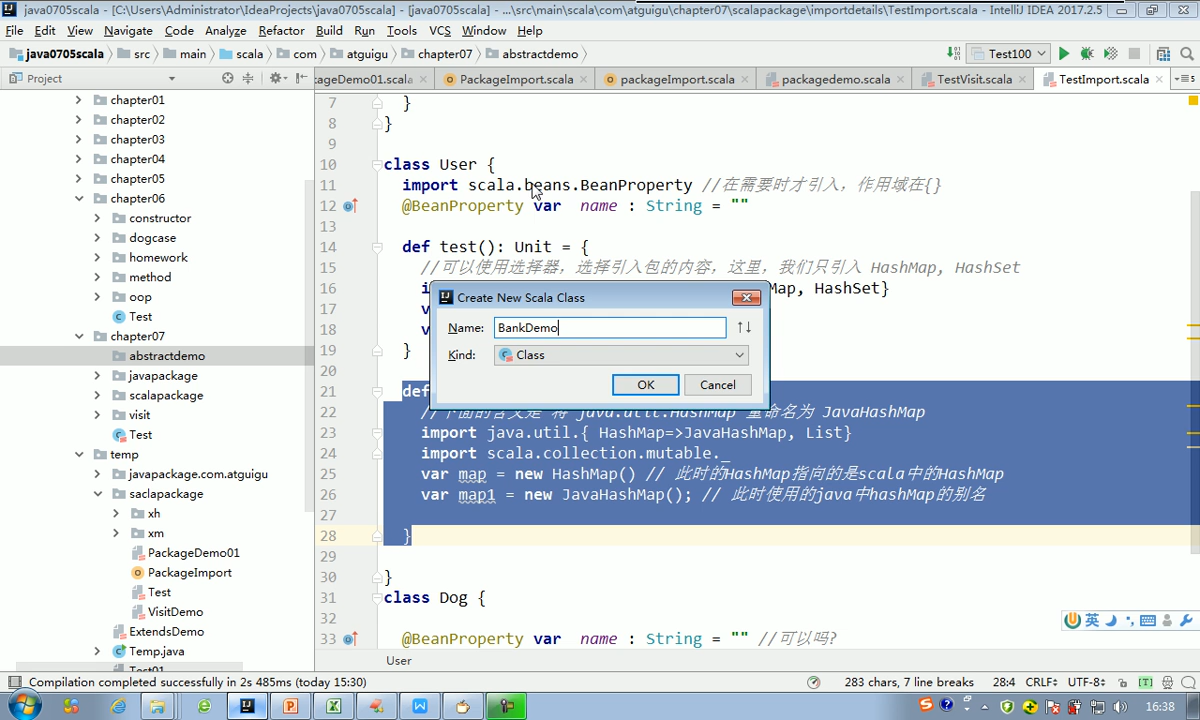 java0705scala - [C:\Users\Administrator\IdeaProjects\java0705scala] - [java0705scala] - ...\src\main\scala\com\atguigu\chapter07\scalapackage\importdetails\TestImport.scala - IntelliJ IDEA 2017.2.5
File Edit View Navigate Code Analyze Refactor Build Run Tools VCS Window Help
java0705scala src main scala com atguigu chapter07 abstractdemo Test100
Project
kageDemo01.scala PackageImport.scala packageImport.scala packagedemo.scala TestVisit.scala TestImport.scala
chapter01
chapter02
chapter03
chapter04
chapter05
chapter06
constructor
dogcase
homework
method
oop
Test
chapter07
abstractdemo
javapackage
scalapackage
visit
Test
temp
javapackage.com.atguigu
saclapackage
xh
xm
PackageDemo01
PackageImport
Test
VisitDemo
ExtendsDemo
Temp.java
Test01
7 }
8 }
9
10 class User {
11 import scala.beans.BeanProperty //在需要时才引入，作用域在{}
12 @BeanProperty var name : String = ""
13
14 def test(): Unit = {
15 //可以使用选择器，选择引入包的内容，这里，我们只引入 HashMap, HashSet
16 Map, HashSet}
17
18
19 }
20
21 def
22 //下面的含义是 将 java.util.HashMap 重命名为 JavaHashMap
23 import java.util.{ HashMap=>JavaHashMap, List}
24 import scala.collection.mutable._
25 var map = new HashMap() // 此时的HashMap指向的是scala中的HashMap
26 var map1 = new JavaHashMap(); // 此时使用的java中hashMap的别名
27
28 }
29
30 }
31 class Dog {
32
33 @BeanProperty var name : String = "" //可以吗?
User
Create New Scala Class
Name: BankDemo
Kind: Class
OK Cancel
英
Compilation completed successfully in 2s 485ms (today 15:30) 283 chars, 7 line breaks 28:4 CRLF÷ UTF-8÷ [T]
16:38